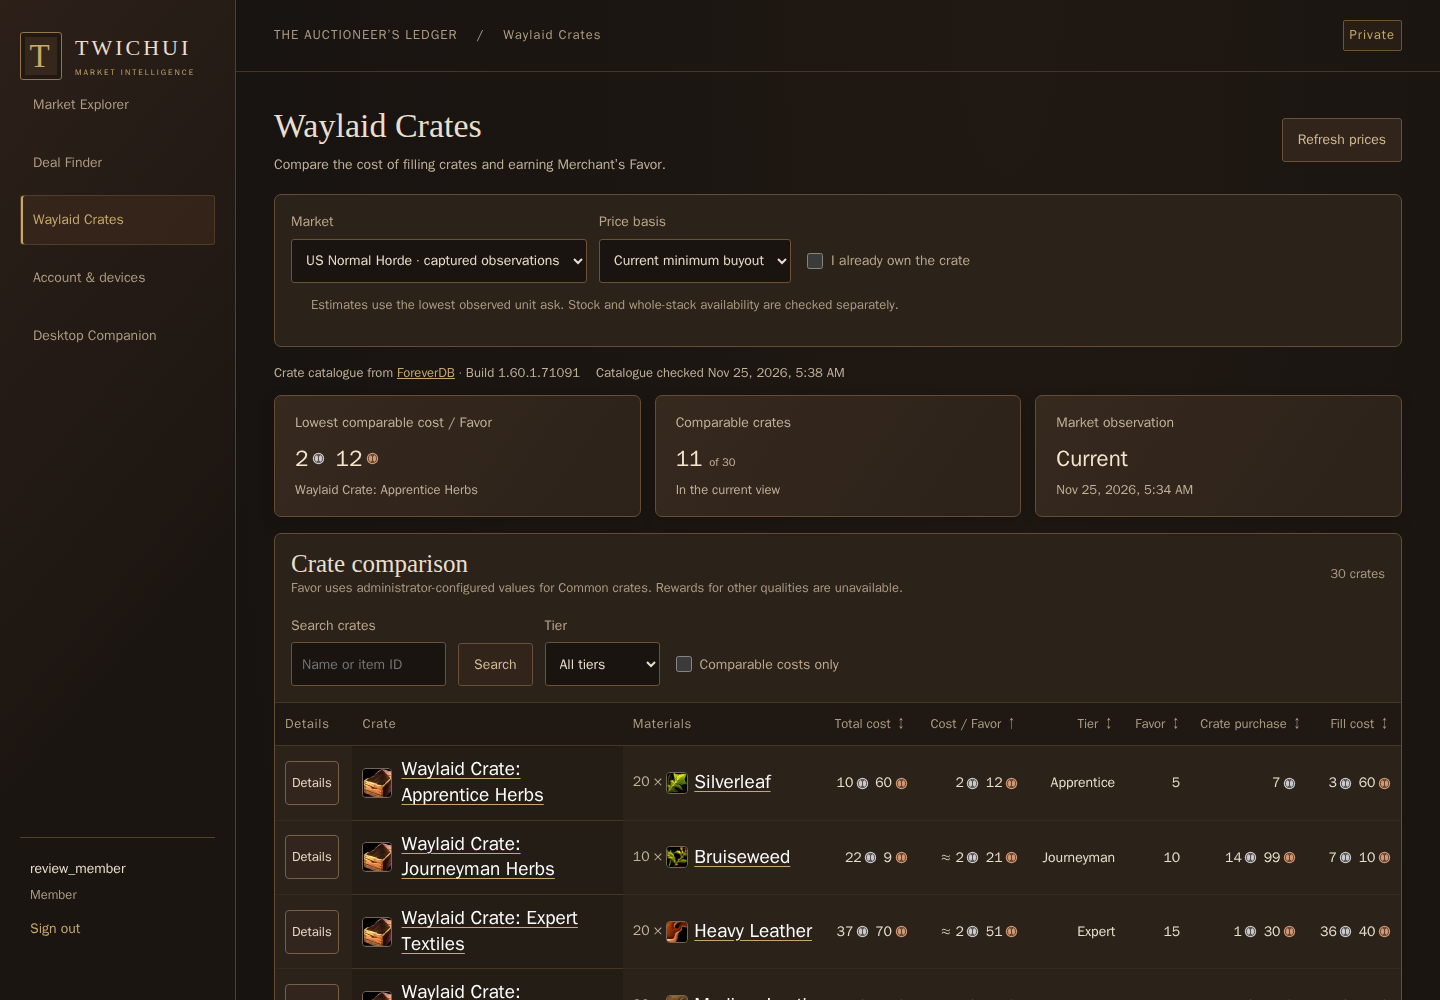 T
TWICHUI
MARKET INTELLIGENCE
Market Explorer
Deal Finder
Waylaid Crates
Account & devices
Desktop Companion
review_member
Member
Sign out
THE AUCTIONEER'S LEDGER / Waylaid Crates
Private
Waylaid Crates
Compare the cost of filling crates and earning Merchant's Favor.
Refresh prices
Market Price basis
US Normal Horde · captured observations Current minimum buyout I already own the crate
Estimates use the lowest observed unit ask. Stock and whole-stack availability are checked separately.
Crate catalogue from ForeverDB · Build 1.60.1.71091 Catalogue checked Nov 25, 2026, 5:38 AM
Lowest comparable cost / Favor
2 12
Waylaid Crate: Apprentice Herbs
Comparable crates
11 of 30
In the current view
Market observation
Current
Nov 25, 2026, 5:34 AM
Crate comparison
Favor uses administrator-configured values for Common crates. Rewards for other qualities are unavailable.
30 crates
Search crates Tier
Name or item ID Search All tiers Comparable costs only
Details Crate Materials Total cost ↕ Cost / Favor ↑ Tier ↕ Favor ↕ Crate purchase ↕ Fill cost ↕
Details Waylaid Crate: Apprentice Herbs 20 × Silverleaf 10 60 2 12 Apprentice 5 7 3 60
Details Waylaid Crate: Journeyman Herbs 10 × Bruiseweed 22 9 ≈ 2 21 Journeyman 10 14 99 7 10
Details Waylaid Crate: Expert Textiles 20 × Heavy Leather 37 70 ≈ 2 51 Expert 15 1 30 36 40
Waylaid Crate: